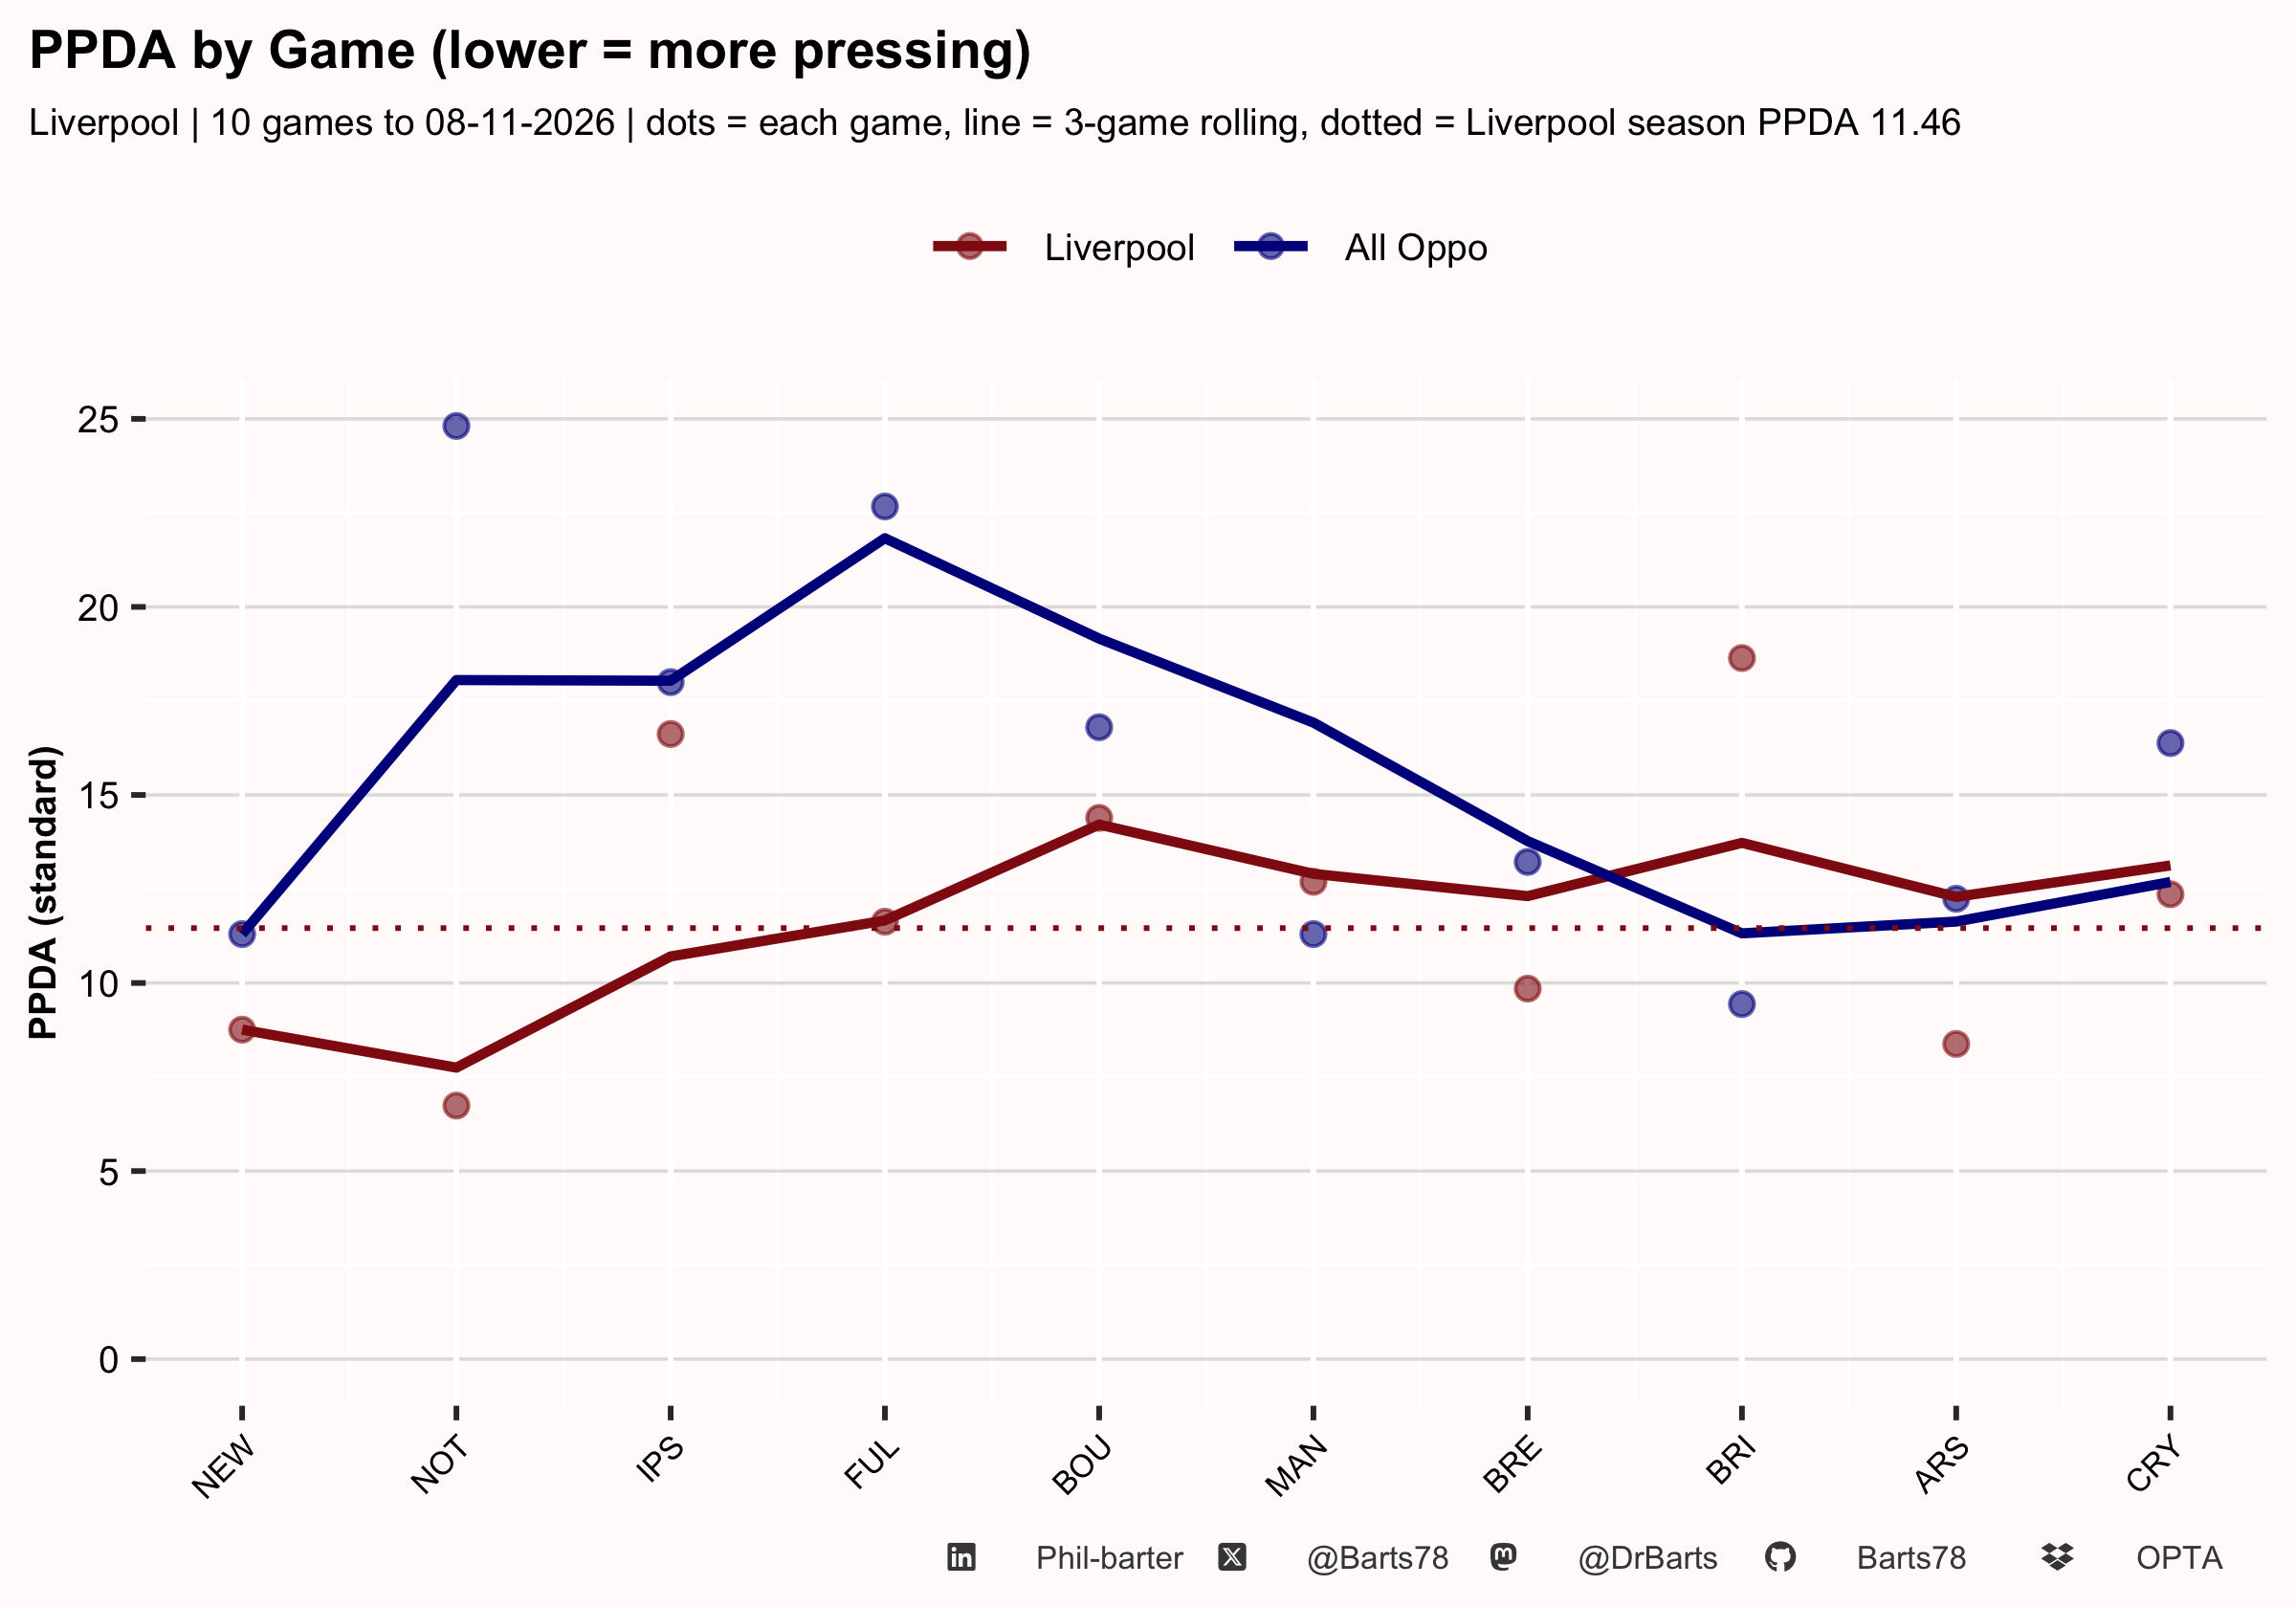 PPDA by Game (lower = more pressing)
Liverpool | 10 games to 08-11-2026 | dots = each game, line = 3-game rolling, dotted = Liverpool season PPDA 11.46
Liverpool All Oppo
PPDA (standard)
25
20
15
10
5
0
NEW NOT IPS FUL BOU MAN BRE BRI ARS CRY
Phil-barter @Barts78 @DrBarts Barts78 OPTA